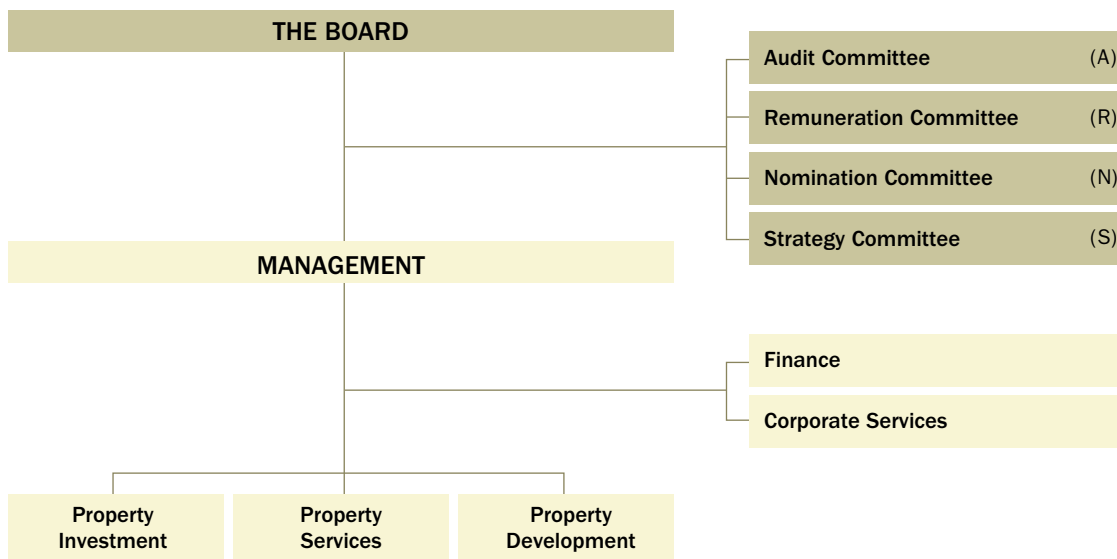 THE BOARD
Audit Committee (A)
Remuneration Committee (R)
Nomination Committee (N)
Strategy Committee (S)
MANAGEMENT
Finance
Corporate Services
Property
Investment
Property
Services
Property
Development